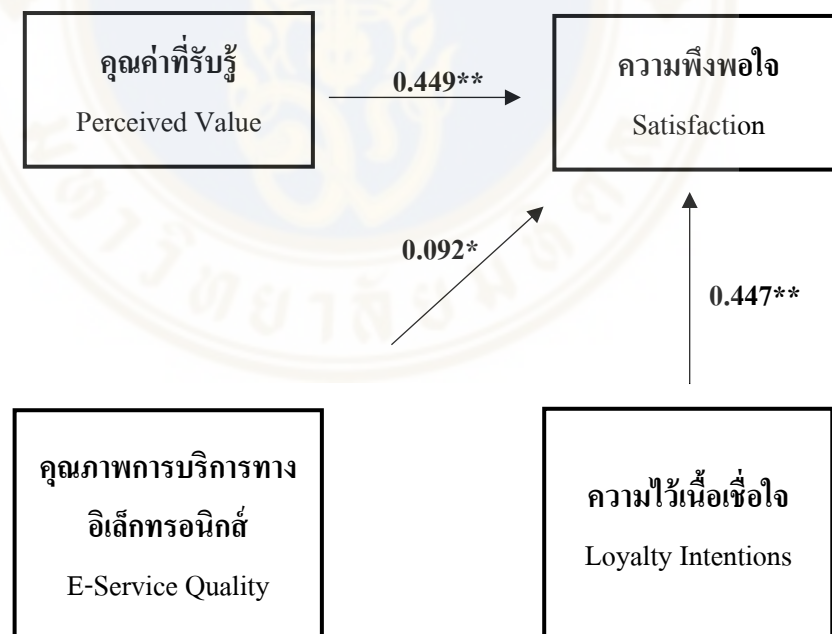 คุณค่าที่รับรู้
Perceived Value
0.449**
ความพึงพอใจ
Satisfaction
0.092*
0.447**
คุณภาพการบริการทาง
อิเล็กทรอนิกส์
E-Service Quality
ความไว้เนื้อเชื่อใจ
Loyalty Intentions